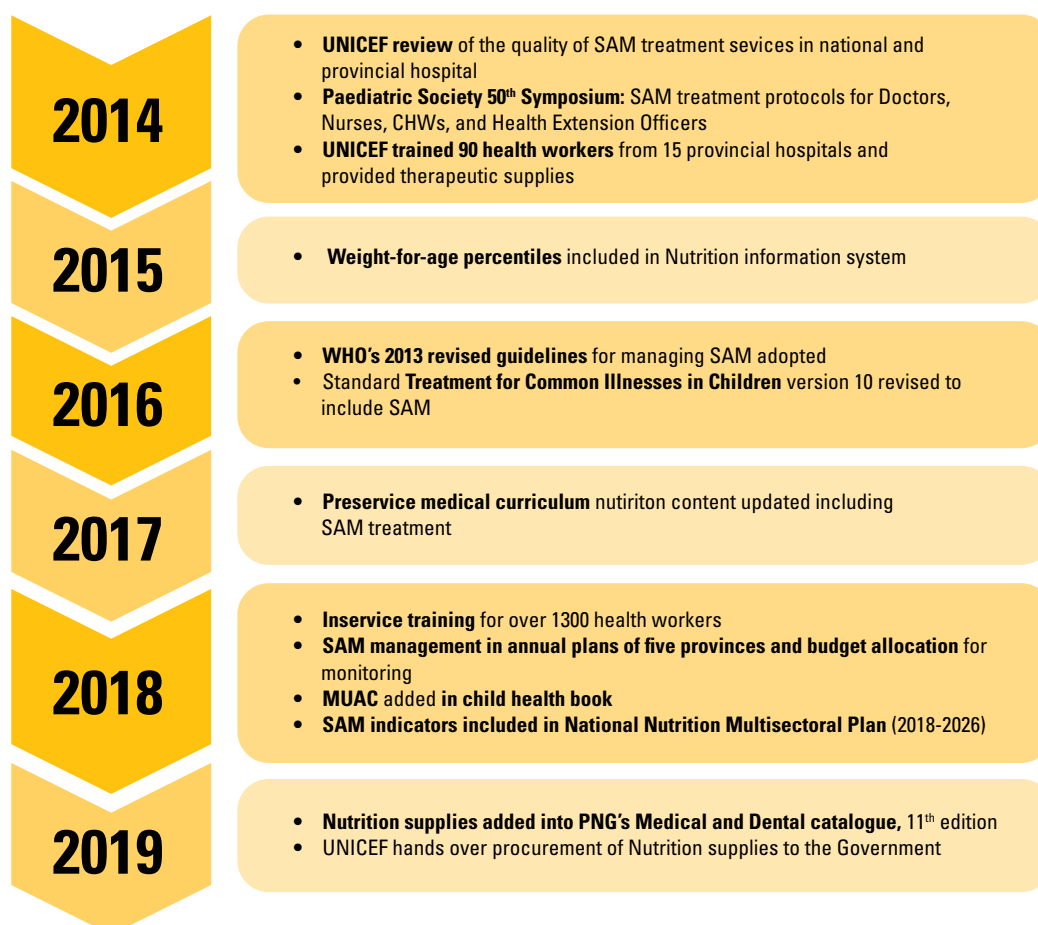 2014
• UNICEF review of the quality of SAM treatment sevices in national and
provincial hospital
• Paediatric Society 50th Symposium: SAM treatment protocols for Doctors,
Nurses, CHWs, and Health Extension Officers
• UNICEF trained 90 health workers from 15 provincial hospitals and
provided therapeutic supplies
2015
• Weight-for-age percentiles included in Nutrition information system
2016
• WHO's 2013 revised guidelines for managing SAM adopted
• Standard Treatment for Common Illnesses in Children version 10 revised to
include SAM
2017
• Preservice medical curriculum nutiriton content updated including
SAM treatment
2018
• Inservice training for over 1300 health workers
• SAM management in annual plans of five provinces and budget allocation for
monitoring
• MUAC added in child health book
• SAM indicators included in National Nutrition Multisectoral Plan (2018-2026)
2019
• Nutrition supplies added into PNG's Medical and Dental catalogue, 11th edition
• UNICEF hands over procurement of Nutrition supplies to the Government